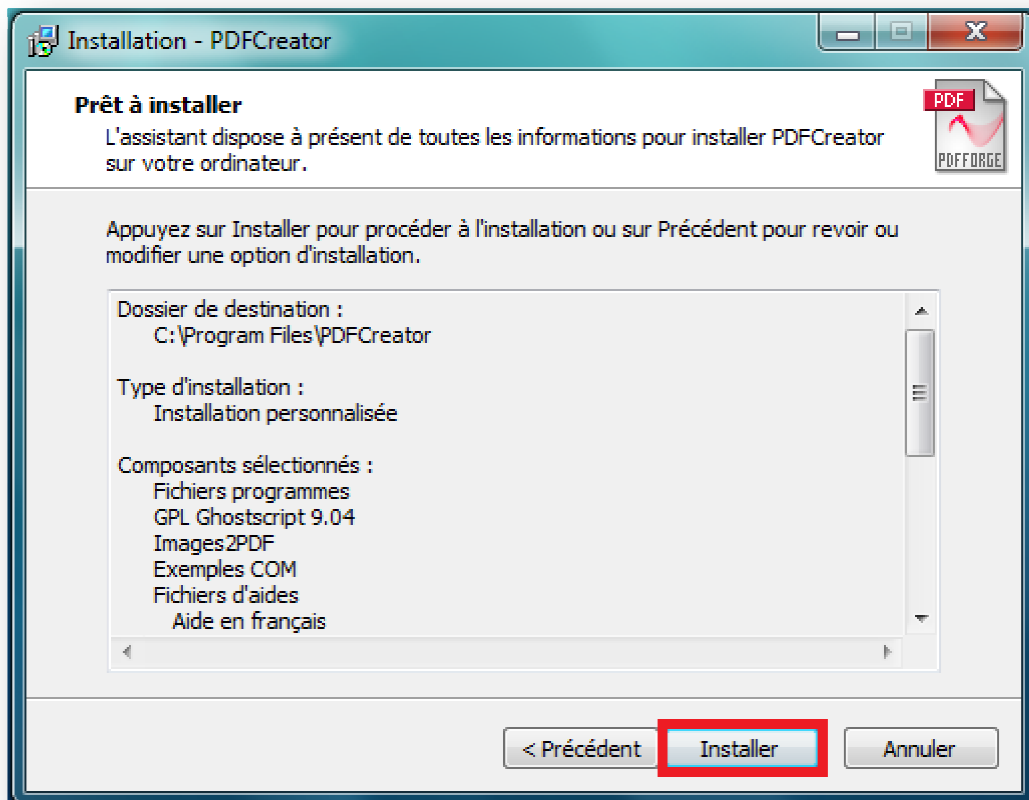 Installation - PDFCreator
Prêt à installer
L'assistant dispose à présent de toutes les informations pour installer PDFCreator
sur votre ordinateur.
PDF
PDFFORGE
Appuyez sur Installer pour procéder à l'installation ou sur Précédent pour revoir ou
modifier une option d'installation.
Dossier de destination :
C:\Program Files\PDFCreator
Type d'installation :
Installation personnalisée
Composants sélectionnés :
Fichiers programmes
GPL Ghostscript 9.04
Images2PDF
Exemples COM
Fichiers d'aides
Aide en français
< Précédent
Installer
Annuler